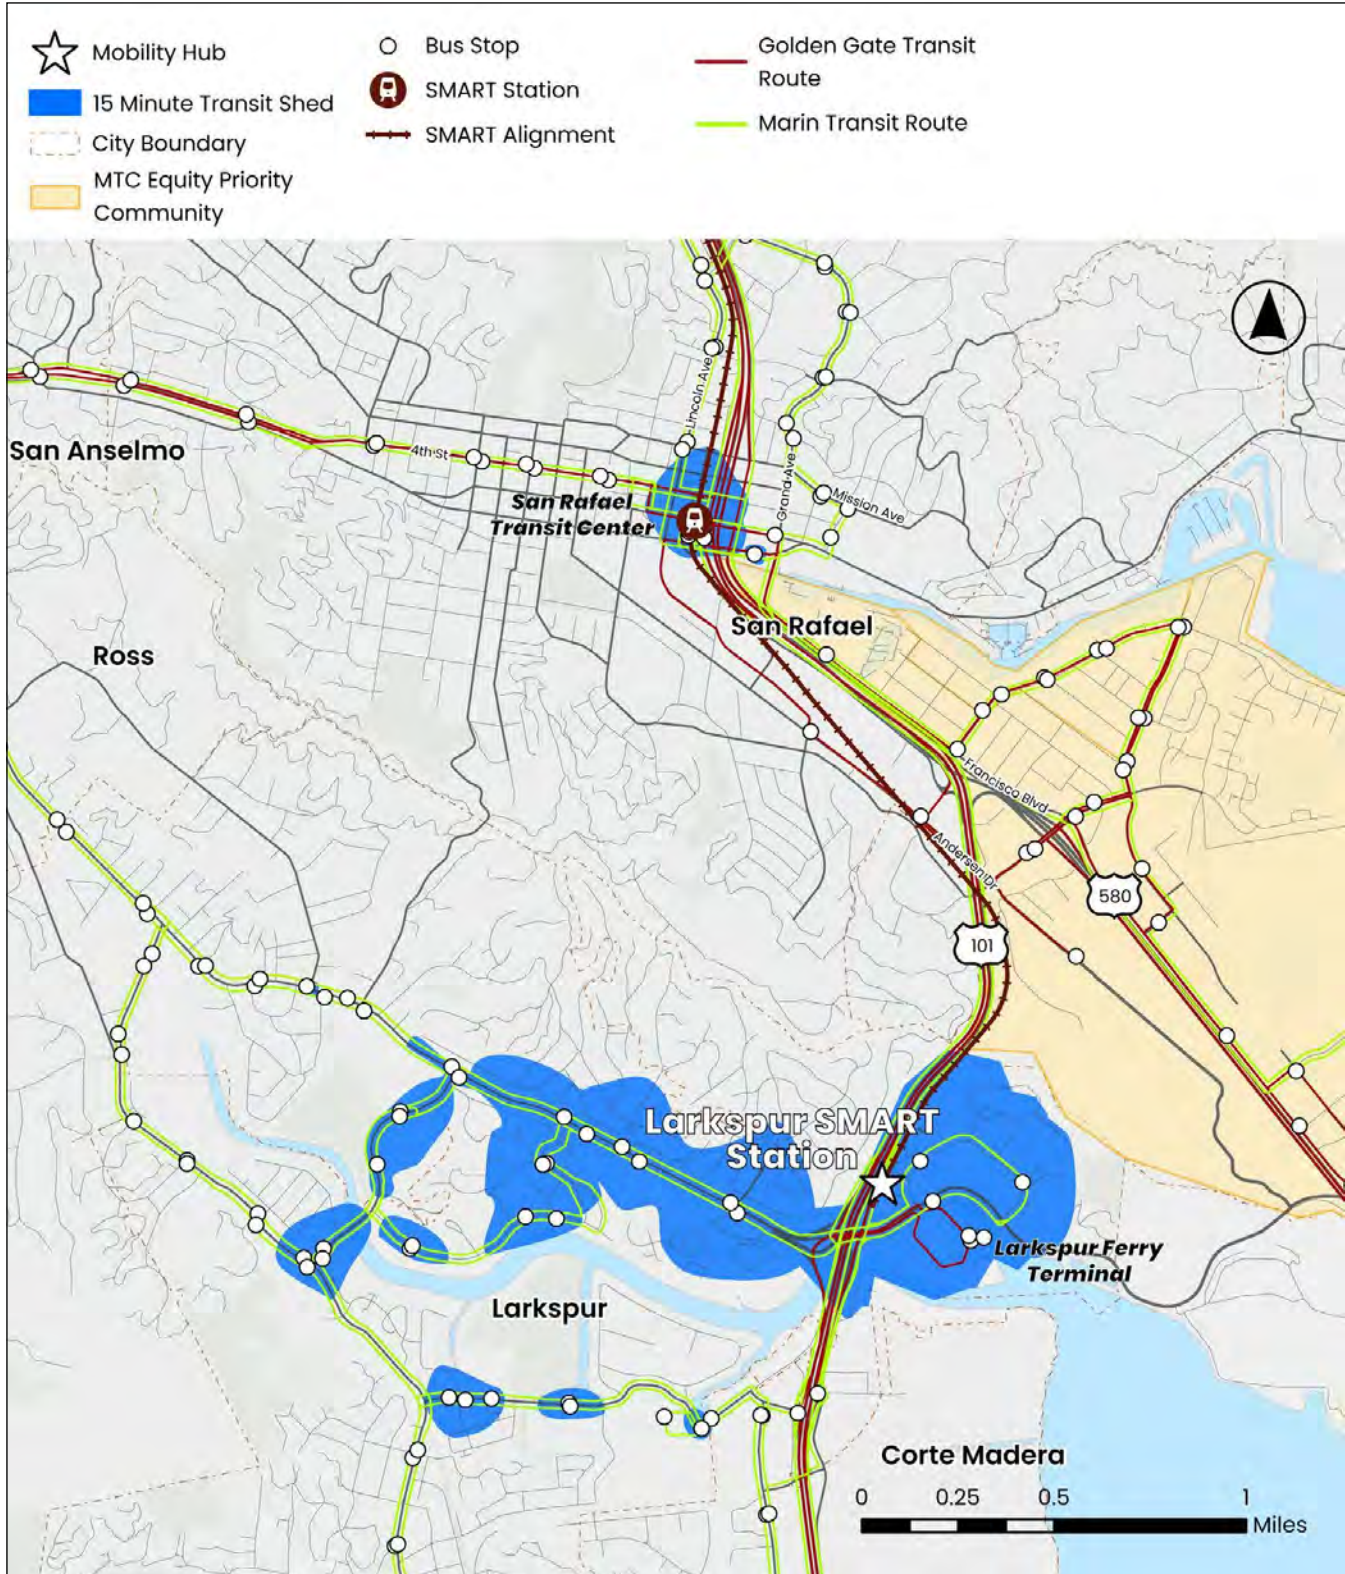 Mobility Hub
15 Minute Transit Shed
City Boundary
MTC Equity Priority
Community
Bus Stop
SMART Station
SMART Alignment
Golden Gate Transit
Route
Marin Transit Route
Lincoln Ave
San Anselmo
4th St
San Rafael
Transit Center
Grand Ave
Mission Ave
San Rafael
Ross
Francisco Blvd
Andersen Dr
580
101
Larkspur SMART
Station
Larkspur Ferry
Terminal
Larkspur
Corte Madera
0 0.25 0.5 1
Miles